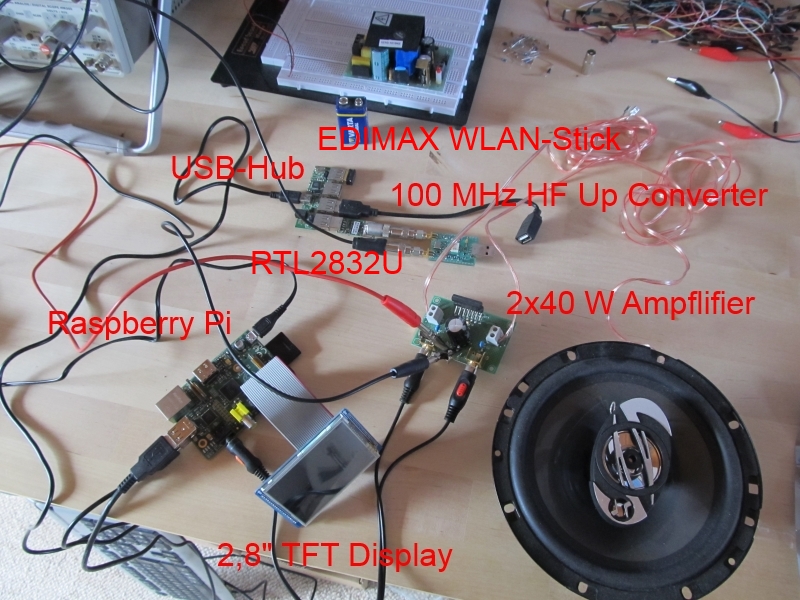 EDIMAX WLAN-Stick
USB-Hub
100 MHz HF Up Converter
RTL2832U
2x40 W Ampflifier
Raspberry Pi
2,8" TFT Display